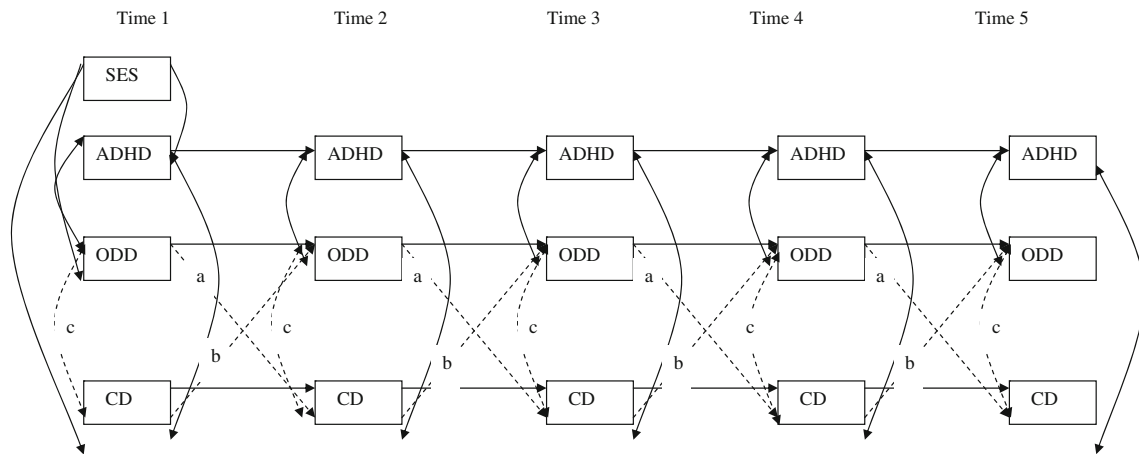 Time 1 Time 2 Time 3 Time 4 Time 5
SES
ADHD ADHD ADHD ADHD ADHD
ODD ODD ODD ODD ODD
a a a a
c c c c c
b b b b
CD CD CD CD CD